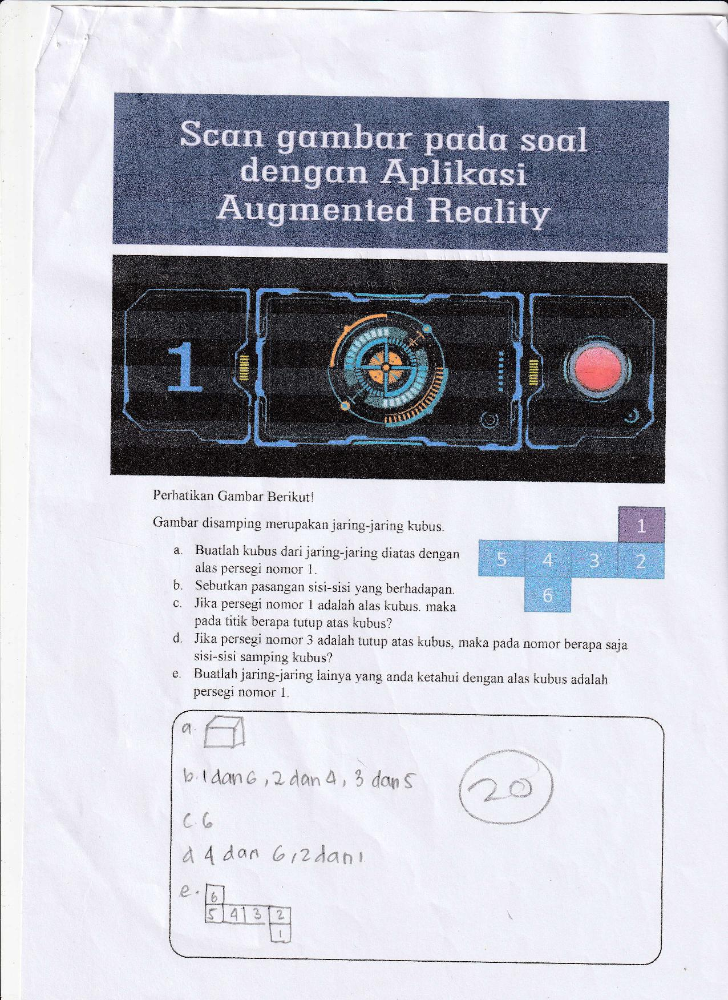 Scan gambar pada soal
dengan Aplikasi
Augmented Reality
1
Perhatikan Gambar Berikut!
Gambar disamping merupakan jaring-jaring kubus.
1
5 4 3 2
6
a. Buatlah kubus dari jaring-jaring diatas dengan
alas persegi nomor 1.
b. Sebutkan pasangan sisi-sisi yang berhadapan.
c. Jika persegi nomor 1 adalah alas kubus. maka
pada titik berapa tutup atas kubus?
d. Jika persegi nomor 3 adalah tutup atas kubus, maka pada nomor berapa saja
sisi-sisi samping kubus?
e. Buatlah jaring-jaring lainya yang anda ketahui dengan alas kubus adalah
persegi nomor 1.
a.
b. 1 dan 6, 2 dan 4, 3 dan 5
20
c. 6
d 4 dan 6, 2 dan 1.
e. 6
5 4 3 2
1